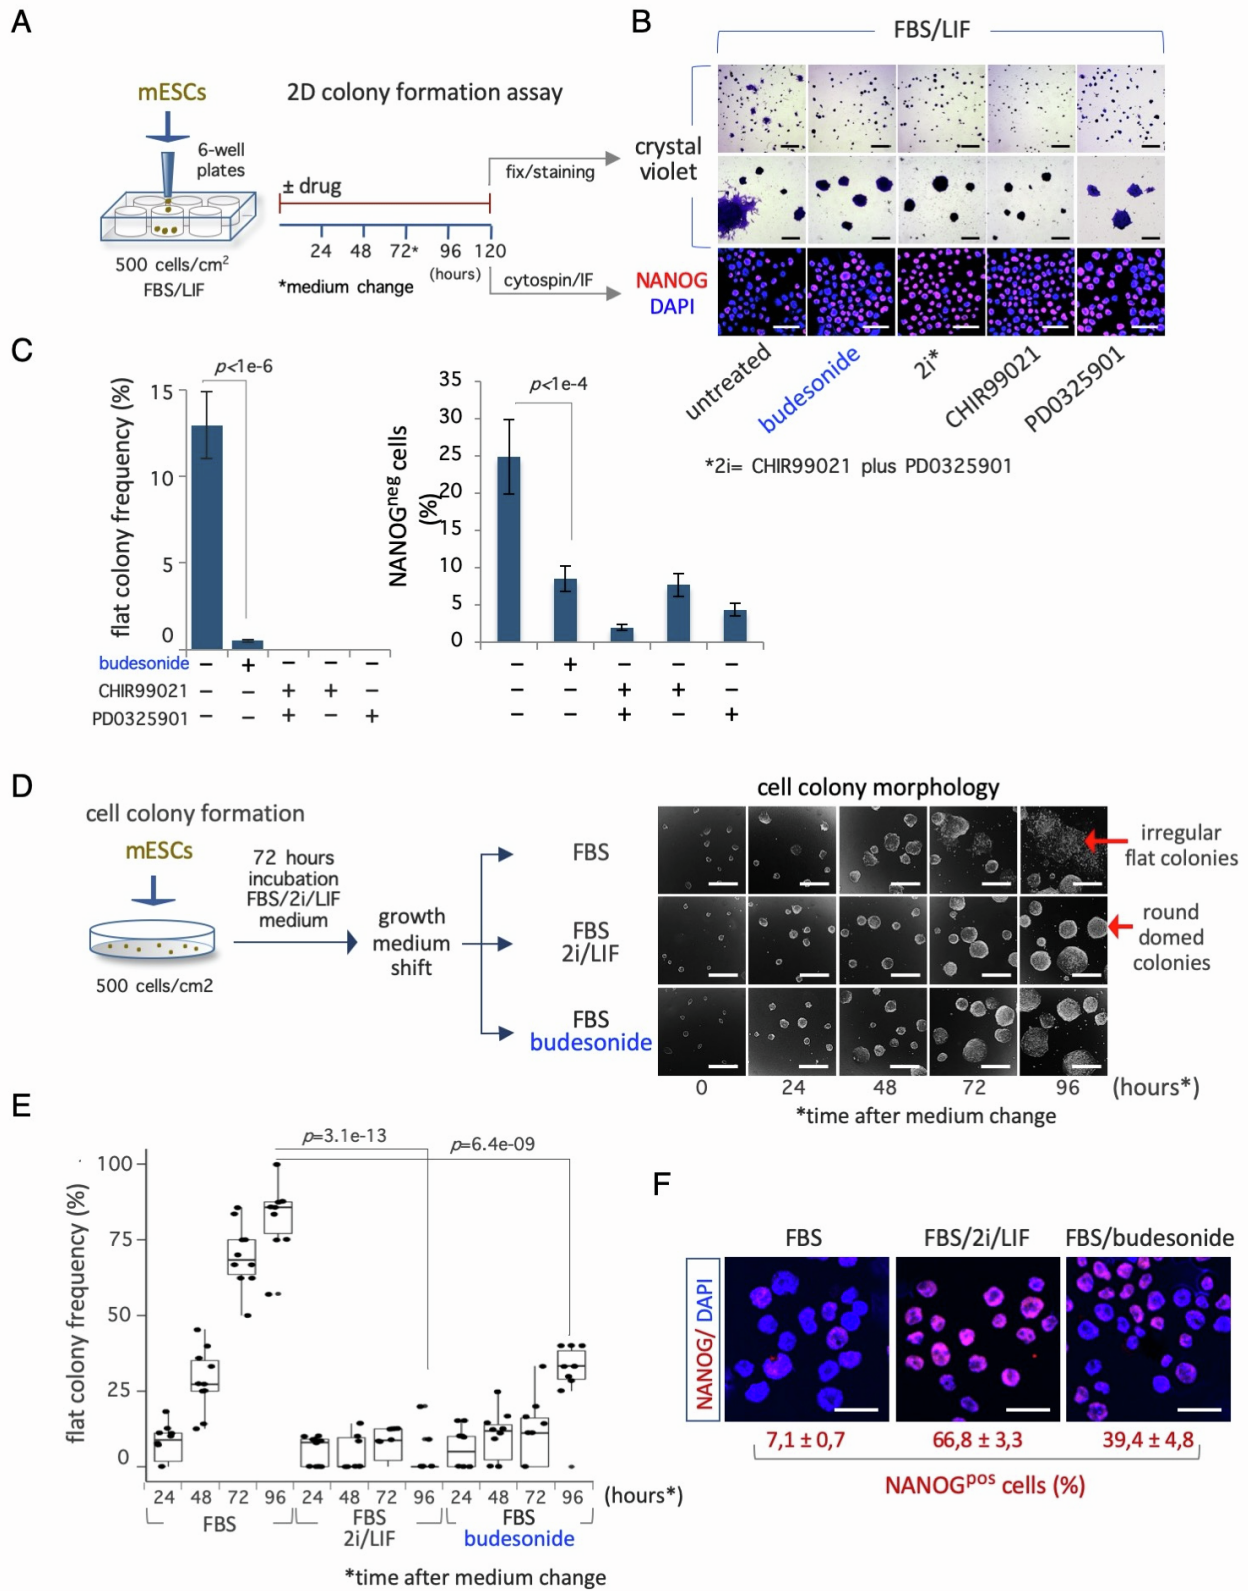 A
mESCs
6-well
plates
500 cells/cm2
FBS/LIF
2D colony formation assay
± drug
24 48 72* 96 120
(hours)
*medium change
fix/staining
cytospin/IF
B
FBS/LIF
crystal
violet
NANOG
DAPI
untreated
budesonide
2i*
CHIR99021
PD0325901
*2i= CHIR99021 plus PD0325901
C
flat colony frequency (%)
15
10
5
0
p<1e-6
budesonide − + − − −
CHIR99021 − − + + −
PD0325901 − − + − +
NANOGneg cells
(%)
35
30
25
20
15
10
5
0
p<1e-4
− + − − −
− − + + −
− − + − +
D
cell colony formation
mESCs
500 cells/cm2
72 hours
incubation
FBS/2i/LIF
medium
growth
medium
shift
FBS
FBS
2i/LIF
FBS
budesonide
cell colony morphology
irregular
flat colonies
round
domed
colonies
0 24 48 72 96 (hours*)
*time after medium change
E
flat colony frequency (%)
100
75
50
25
0
p=3.1e-13
p=6.4e-09
24 48 72 96 24 48 72 96 24 48 72 96 (hours*)
FBS
FBS
2i/LIF
FBS
budesonide
*time after medium change
F
FBS FBS/2i/LIF FBS/budesonide
NANOG/ DAPI
7,1 ± 0,7 66,8 ± 3,3 39,4 ± 4,8
NANOGpos cells (%)